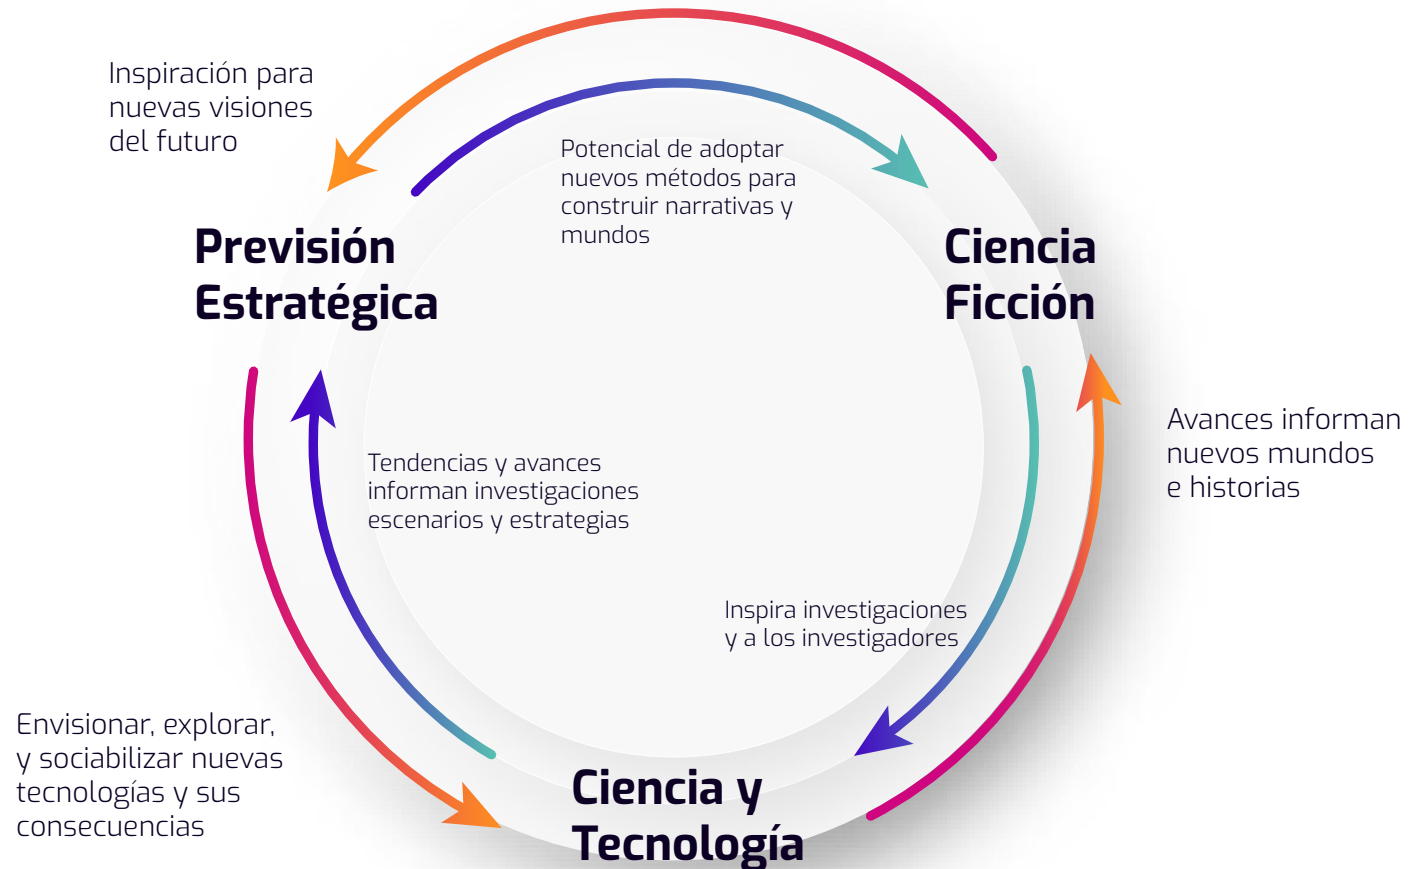 Inspiración para
nuevas visiones
del futuro
Potencial de adoptar
nuevos métodos para
construir narrativas y
mundos
Previsión
Estratégica
Ciencia
Ficción
Avances informan
nuevos mundos
e historias
Tendencias y avances
informan investigaciones
escenarios y estrategias
Inspira investigaciones
y a los investigadores
Envisionar, explorar,
y sociabilizar nuevas
tecnologías y sus
consecuencias
Ciencia y
Tecnología